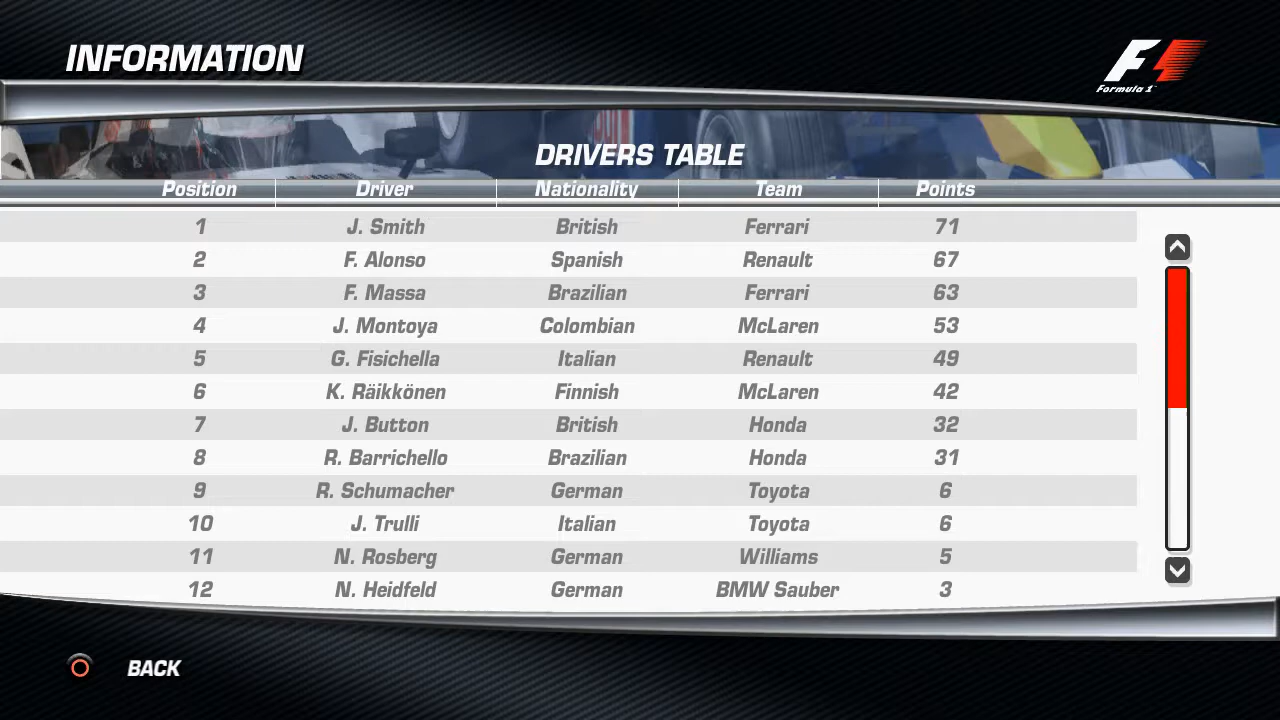 INFORMATION
F1
Formula 1
DRIVERS TABLE
Position Driver Nationality Team Points
1 J. Smith British Ferrari 71
2 F. Alonso Spanish Renault 67
3 F. Massa Brazilian Ferrari 63
4 J. Montoya Colombian McLaren 53
5 G. Fisichella Italian Renault 49
6 K. Räikkönen Finnish McLaren 42
7 J. Button British Honda 32
8 R. Barrichello Brazilian Honda 31
9 R. Schumacher German Toyota 6
10 J. Trulli Italian Toyota 6
11 N. Rosberg German Williams 5
12 N. Heidfeld German BMW Sauber 3
BACK